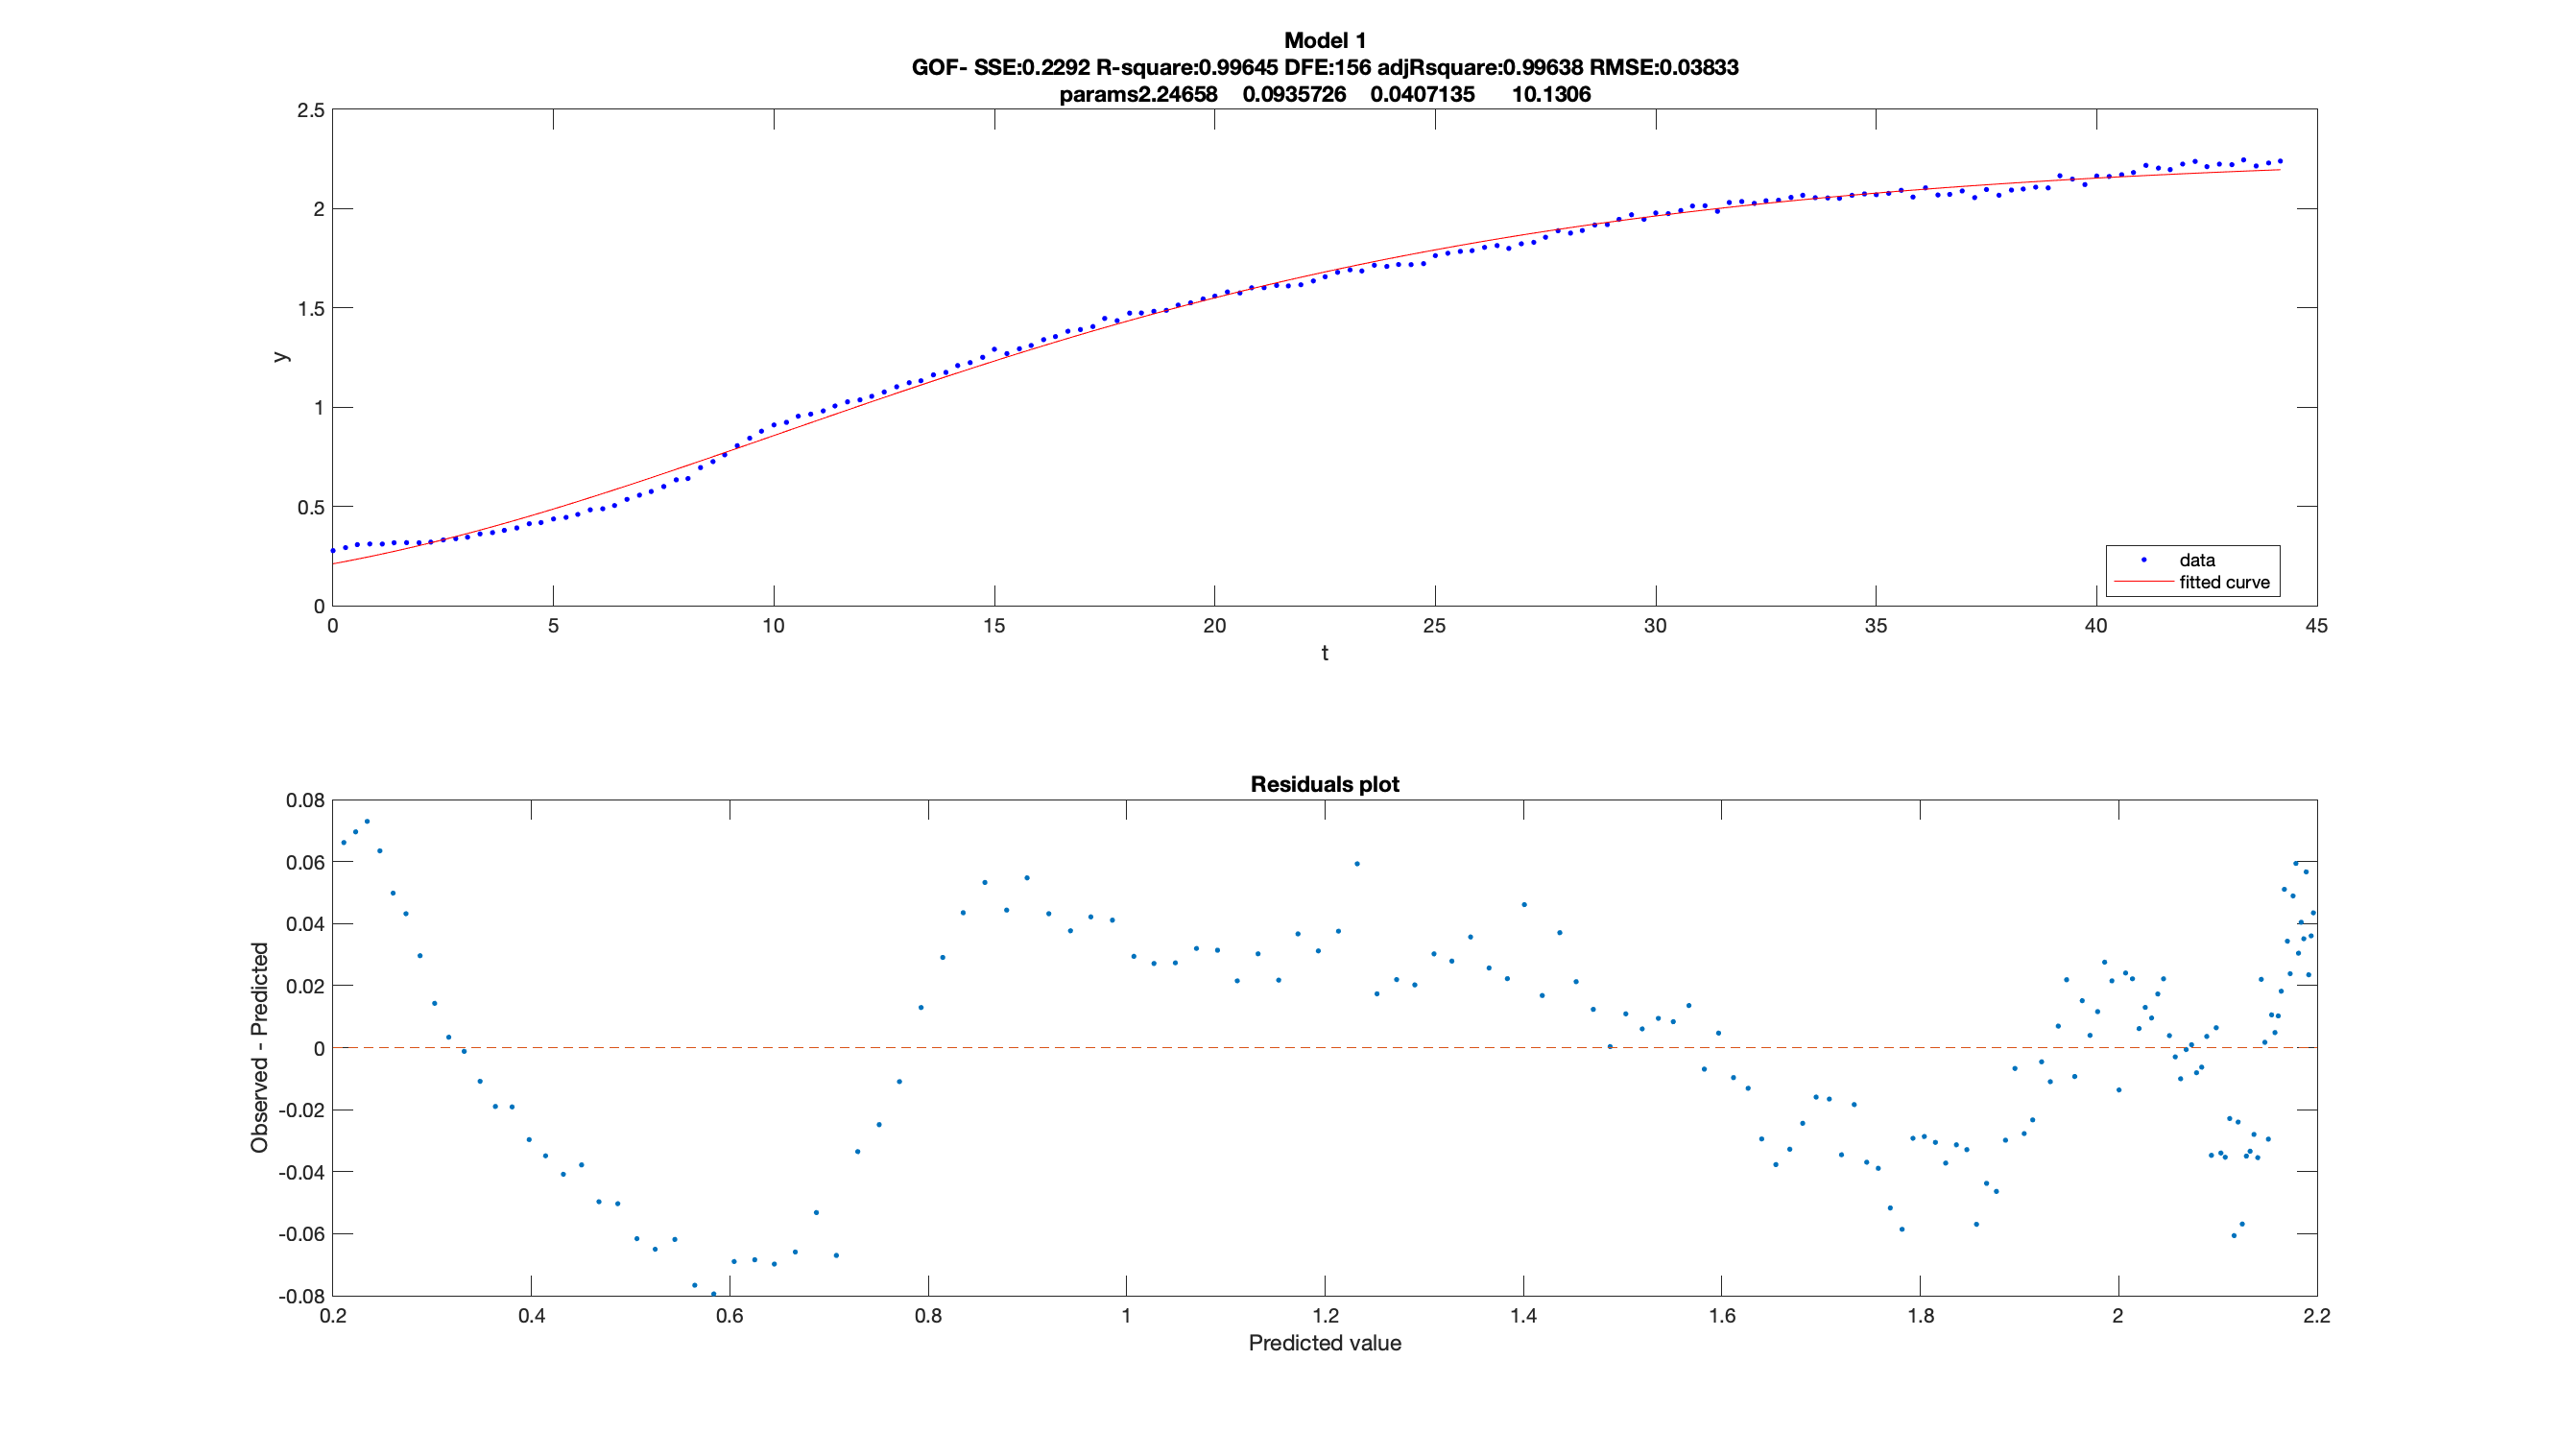 Model 1
GOF- SSE:0.2292 R-square:0.99645 DFE:156 adjRsquare:0.99638 RMSE:0.03833
params2.24658 0.0935726 0.0407135 10.1306
2.5
2
1.5
1
0.5
0
y
data
fitted curve
0 5 10 15 20 25 30 35 40 45
t
Residuals plot
0.08
0.06
0.04
0.02
0
-0.02
-0.04
-0.06
-0.08
Observed - Predicted
0.2 0.4 0.6 0.8 1 1.2 1.4 1.6 1.8 2 2.2
Predicted value